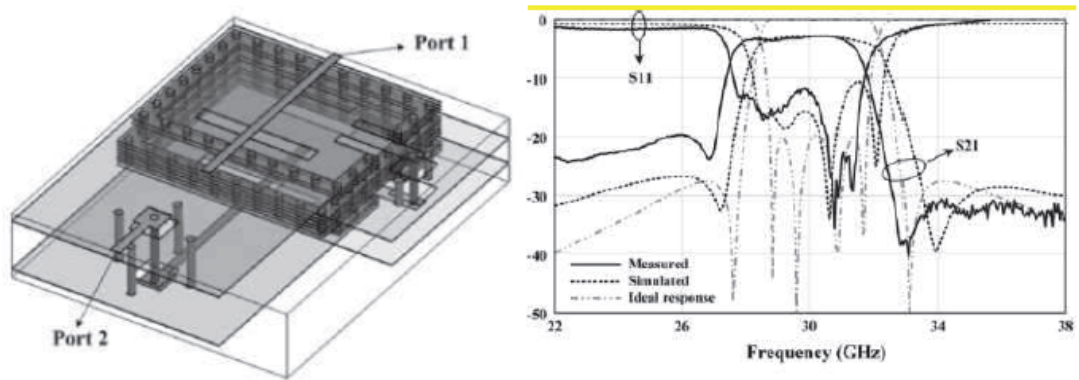 Port 1
Port 2
0
-10
-20
-30
-40
-50
S11
S21
Measured
Simulated
Ideal response
22
26
30
34
38
Frequency (GHz)